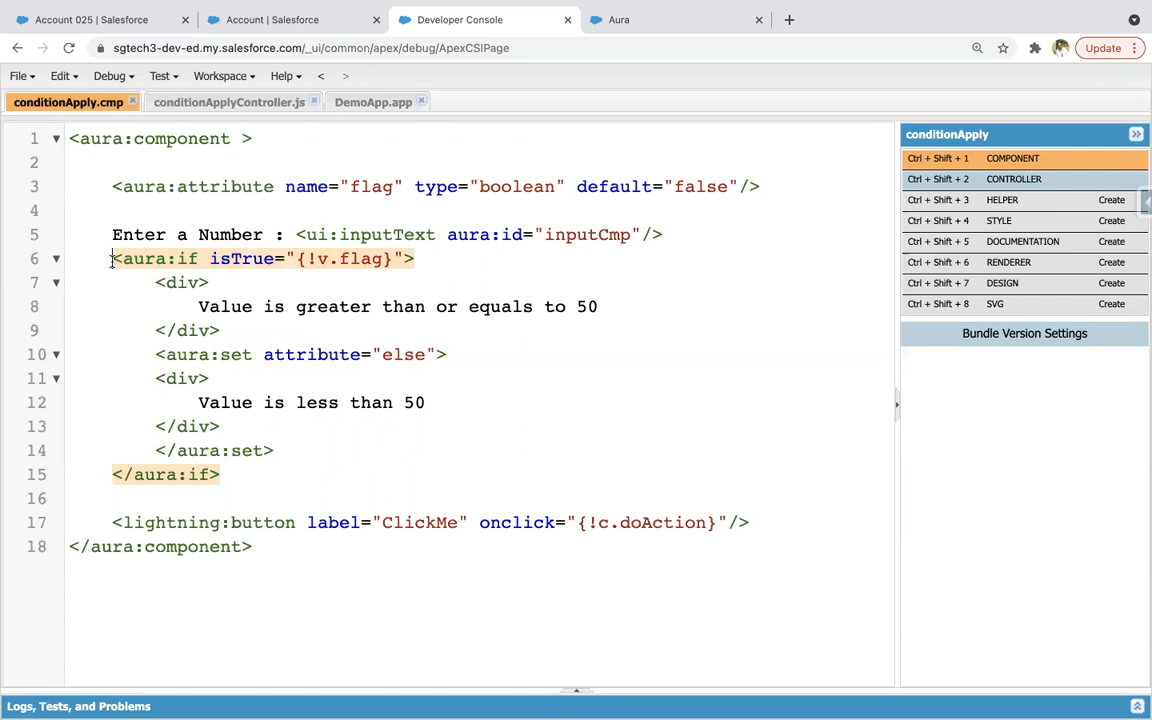 Account 025 | Salesforce
Account | Salesforce
Developer Console
Aura
sgtech3-dev-ed.my.salesforce.com/_ui/common/apex/debug/ApexCSIPage
Update
File Edit Debug Test Workspace Help < >
conditionApply.cmp
conditionApplyController.js
DemoApp.app
1 <aura:component >
2
3 <aura:attribute name="flag" type="boolean" default="false"/>
4
5 Enter a Number : <ui:inputText aura:id="inputCmp"/>
6 <aura:if isTrue="{!v.flag}">
7 <div>
8 Value is greater than or equals to 50
9 </div>
10 <aura:set attribute="else">
11 <div>
12 Value is less than 50
13 </div>
14 </aura:set>
15 </aura:if>
16
17 <lightning:button label="ClickMe" onclick="{!c.doAction}"/>
18 </aura:component>
conditionApply
Ctrl + Shift + 1 COMPONENT
Ctrl + Shift + 2 CONTROLLER
Ctrl + Shift + 3 HELPER Create
Ctrl + Shift + 4 STYLE Create
Ctrl + Shift + 5 DOCUMENTATION Create
Ctrl + Shift + 6 RENDERER Create
Ctrl + Shift + 7 DESIGN Create
Ctrl + Shift + 8 SVG Create
Bundle Version Settings
Logs, Tests, and Problems